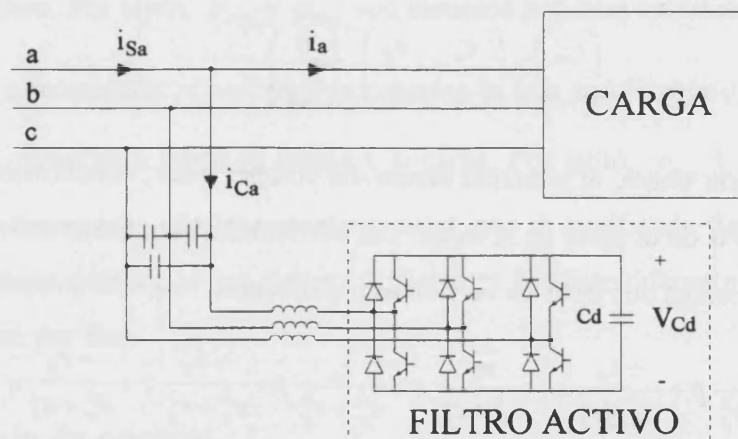 a
i_Sa
i_a
b
c
CARGA
i_Ca
Cd
+
V_Cd
-
FILTRO ACTIVO